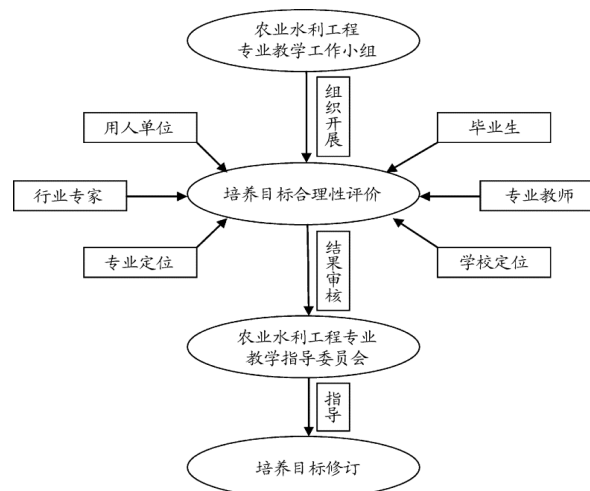 农业水利工程
专业教学工作小组
组织开展
用人单位
毕业生
行业专家
培养目标合理性评价
专业教师
专业定位
学校定位
结果审核
农业水利工程专业
教学指导委员会
指导
培养目标修订